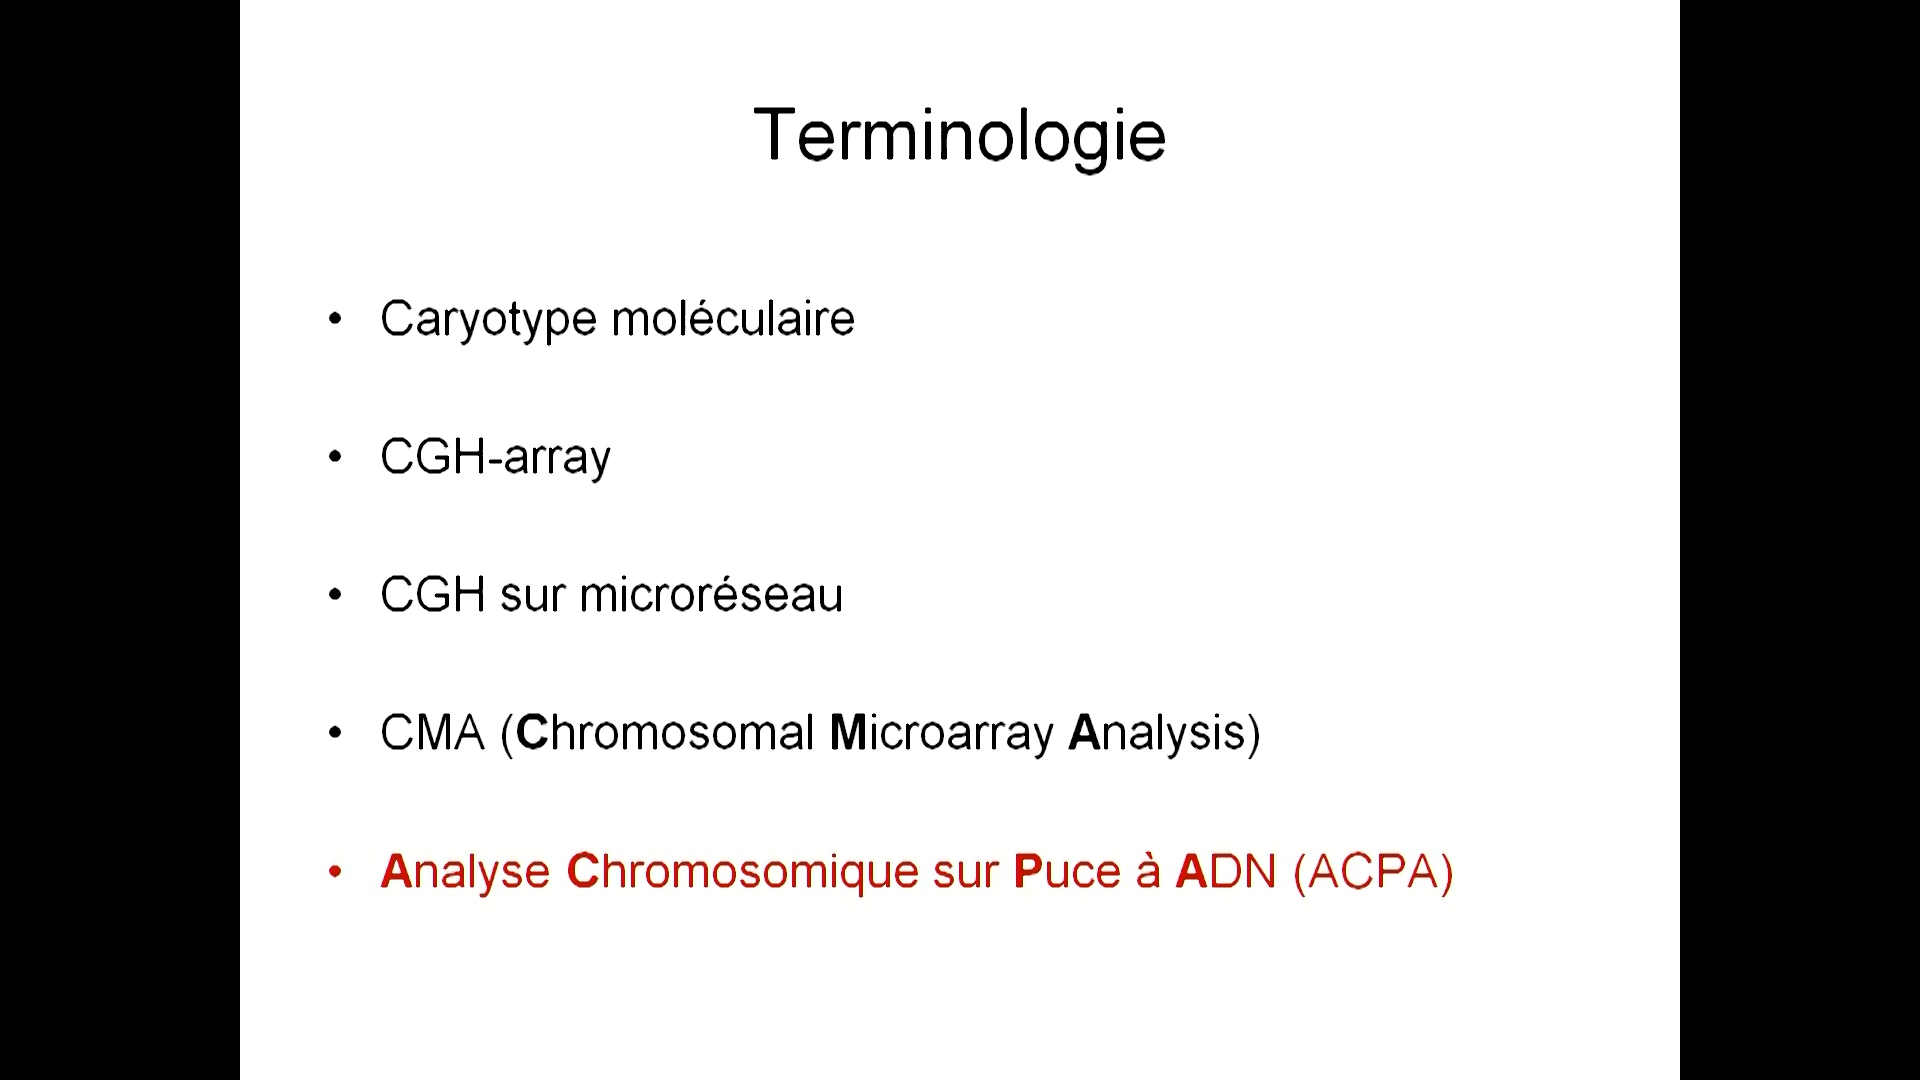 Terminologie
• Caryotype moléculaire
• CGH-array
• CGH sur microréseau
• CMA (Chromosomal Microarray Analysis)
• Analyse Chromosomique sur Puce à ADN (ACPA)